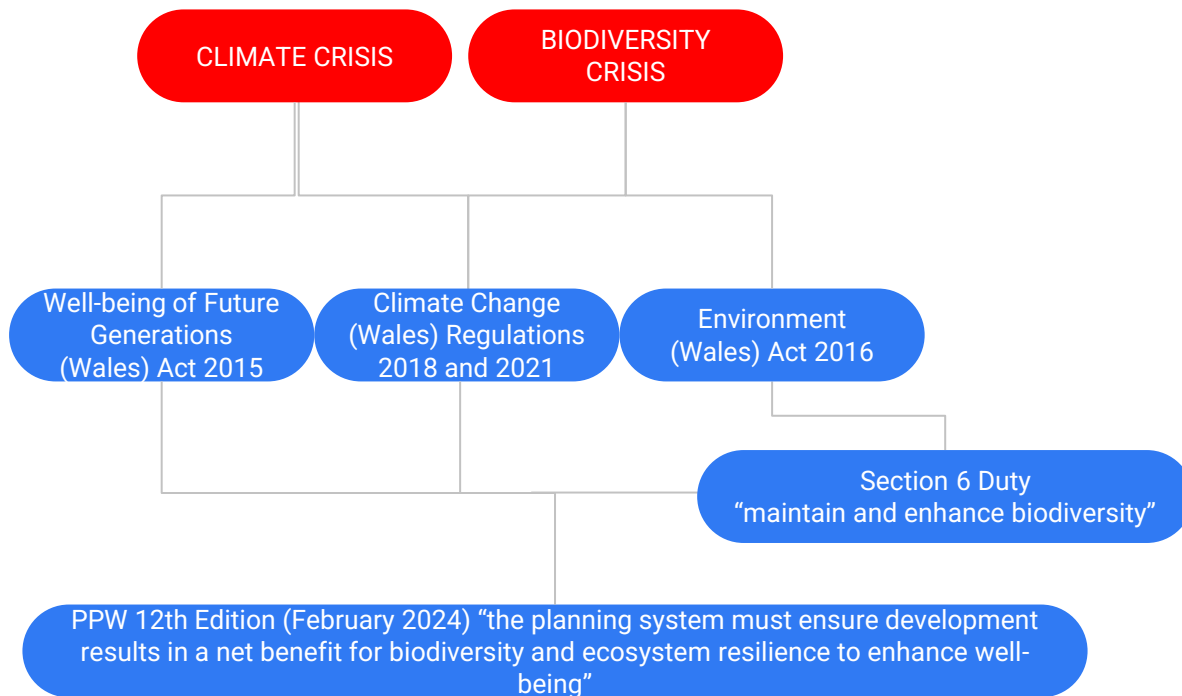 CLIMATE CRISIS
BIODIVERSITY
CRISIS
Well-being of Future
Generations
(Wales) Act 2015
Climate Change
(Wales) Regulations
2018 and 2021
Environment
(Wales) Act 2016
Section 6 Duty
“maintain and enhance biodiversity”
PPW 12th Edition (February 2024) “the planning system must ensure development
results in a net benefit for biodiversity and ecosystem resilience to enhance well-
being”